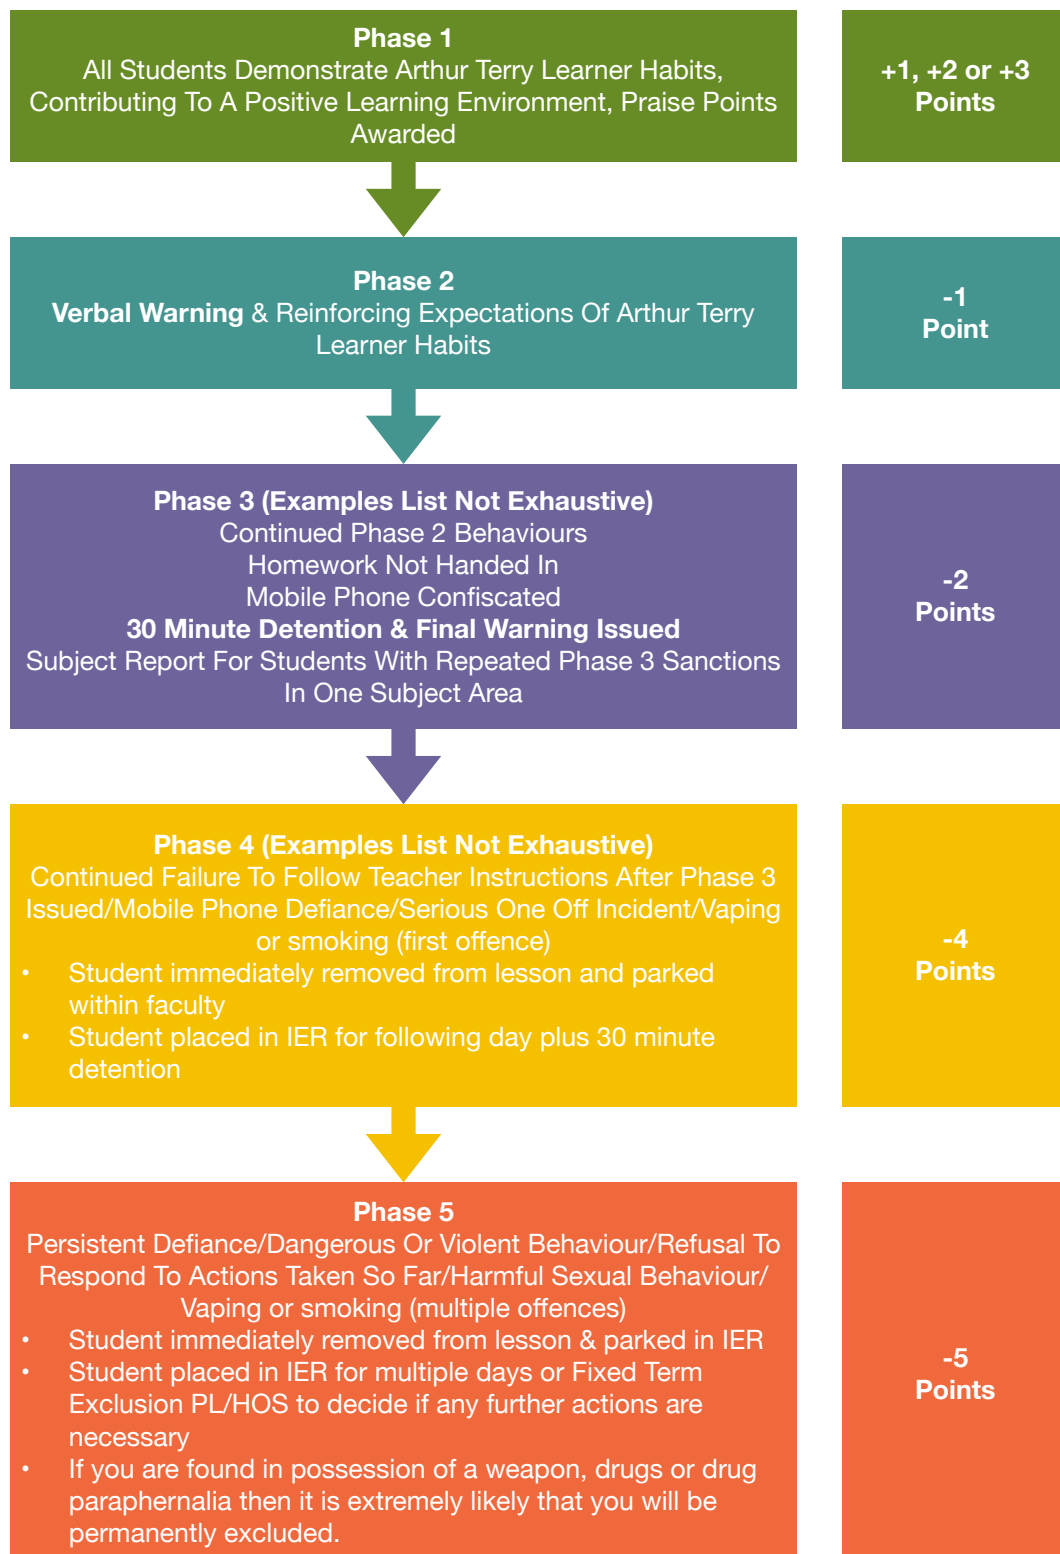 Phase 1
All Students Demonstrate Arthur Terry Learner Habits,
Contributing To A Positive Learning Environment, Praise Points
Awarded
+1, +2 or +3
Points
Phase 2
Verbal Warning & Reinforcing Expectations Of Arthur Terry
Learner Habits
-1
Point
Phase 3 (Examples List Not Exhaustive)
Continued Phase 2 Behaviours
Homework Not Handed In
Mobile Phone Confiscated
30 Minute Detention & Final Warning Issued
Subject Report For Students With Repeated Phase 3 Sanctions
In One Subject Area
-2
Points
Phase 4 (Examples List Not Exhaustive)
Continued Failure To Follow Teacher Instructions After Phase 3
Issued/Mobile Phone Defiance/Serious One Off Incident/Vaping
or smoking (first offence)
• Student immediately removed from lesson and parked
within faculty
• Student placed in IER for following day plus 30 minute
detention
-4
Points
Phase 5
Persistent Defiance/Dangerous Or Violent Behaviour/Refusal To
Respond To Actions Taken So Far/Harmful Sexual Behaviour/
Vaping or smoking (multiple offences)
• Student immediately removed from lesson & parked in IER
• Student placed in IER for multiple days or Fixed Term
Exclusion PL/HOS to decide if any further actions are
necessary
• If you are found in possession of a weapon, drugs or drug
paraphernalia then it is extremely likely that you will be
permanently excluded.
-5
Points